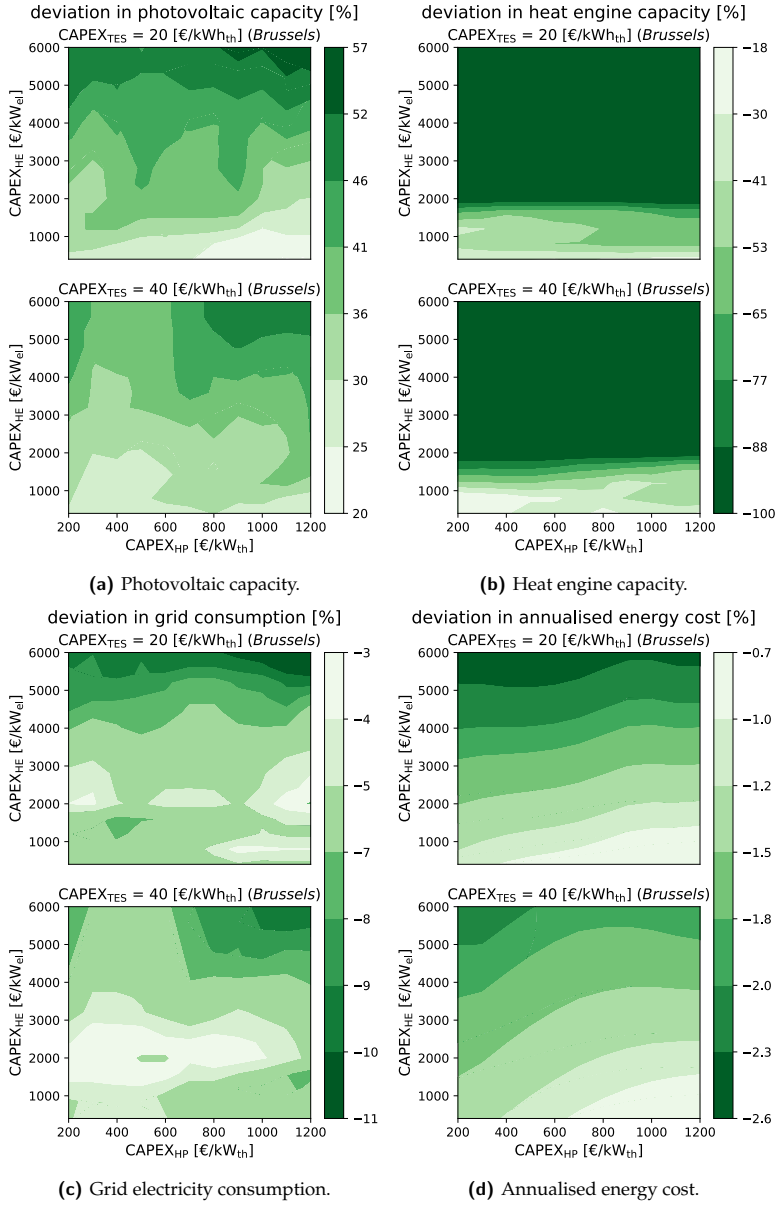 deviation in photovoltaic capacity [%]
CAPEX_TES = 20 [€/kWh_th] (Brussels)
6000
5000
4000
3000
2000
1000
CAPEX_HE [€/kW_el]
CAPEX_TES = 40 [€/kWh_th] (Brussels)
6000
5000
4000
3000
2000
1000
CAPEX_HE [€/kW_el]
200 400 600 800 1000 1200
CAPEX_HP [€/kW_th]
57
52
46
41
36
30
25
20
(a) Photovoltaic capacity.
deviation in heat engine capacity [%]
CAPEX_TES = 20 [€/kWh_th] (Brussels)
6000
5000
4000
3000
2000
1000
CAPEX_HE [€/kW_el]
CAPEX_TES = 40 [€/kWh_th] (Brussels)
6000
5000
4000
3000
2000
1000
CAPEX_HE [€/kW_el]
200 400 600 800 1000 1200
CAPEX_HP [€/kW_th]
−18
−30
−41
−53
−65
−77
−88
−100
(b) Heat engine capacity.
deviation in grid consumption [%]
CAPEX_TES = 20 [€/kWh_th] (Brussels)
6000
5000
4000
3000
2000
1000
CAPEX_HE [€/kW_el]
CAPEX_TES = 40 [€/kWh_th] (Brussels)
6000
5000
4000
3000
2000
1000
CAPEX_HE [€/kW_el]
200 400 600 800 1000 1200
CAPEX_HP [€/kW_th]
−3
−4
−5
−7
−8
−9
−10
−11
(c) Grid electricity consumption.
deviation in annualised energy cost [%]
CAPEX_TES = 20 [€/kWh_th] (Brussels)
6000
5000
4000
3000
2000
1000
CAPEX_HE [€/kW_el]
CAPEX_TES = 40 [€/kWh_th] (Brussels)
6000
5000
4000
3000
2000
1000
CAPEX_HE [€/kW_el]
200 400 600 800 1000 1200
CAPEX_HP [€/kW_th]
−0.7
−1.0
−1.2
−1.5
−1.8
−2.0
−2.3
−2.6
(d) Annualised energy cost.